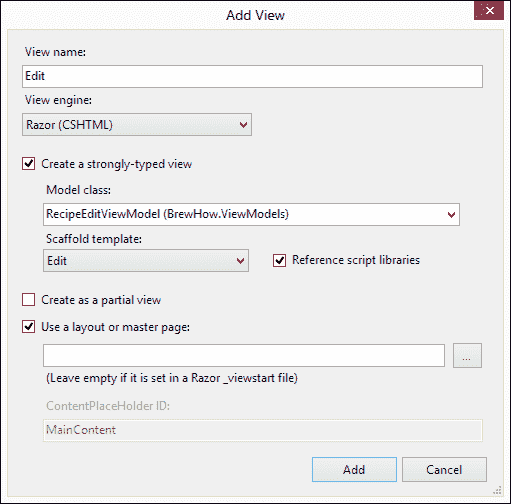 Add View
View name:
Edit
View engine:
Razor (CSHTML)
Create a strongly-typed view
Model class:
RecipeEditViewModel (BrewHow.ViewModels)
Scaffold template:
Edit
Reference script libraries
Create as a partial view
Use a layout or master page:
...
(Leave empty if it is set in a Razor _viewstart file)
ContentPlaceHolder ID:
MainContent
Add
Cancel